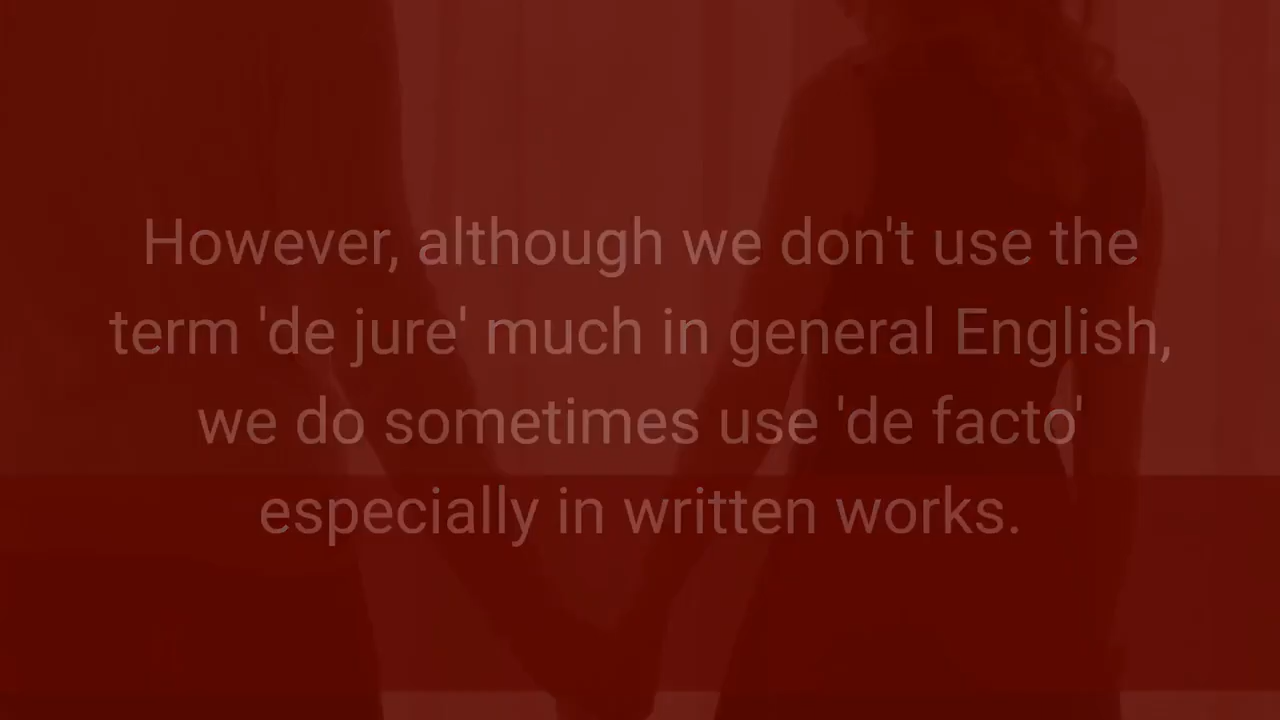 However, although we don't use the
term 'de jure' much in general English,
we do sometimes use 'de facto'
especially in written works.